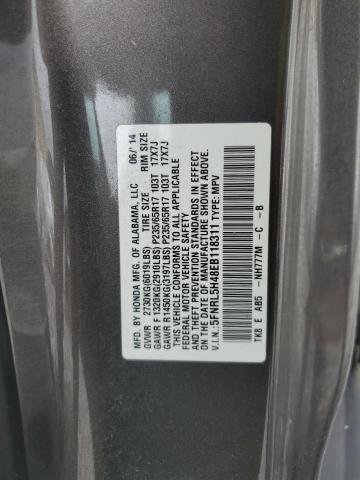 MFD. BY HONDA MFG. OF ALABAMA, LLC 06/'14
GVWR 2730KG(6019LBS) TIRE SIZE RIM SIZE
GAWR F 1320KG(2910LBS) P235/65R17 103T 17X7J
GAWR R1450KG(3197LBS) P235/65R17 103T 17X7J
THIS VEHICLE CONFORMS TO ALL APPLICABLE
FEDERAL MOTOR VEHICLE SAFETY
AND THEFT PREVENTION STANDARDS IN EFFECT
ON THE DATE OF MANUFACTURE SHOWN ABOVE.
V.I.N.:5FNRL5H48EB118311 TYPE: MPV
TK8 E AB5 -NH777M -C -B